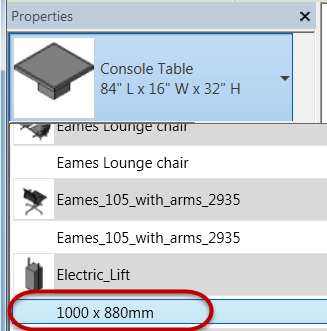 Properties
Console Table
84" L x 16" W x 32" H
Eames Lounge chair
Eames Lounge chair
Eames_105_with_arms_2935
Eames_105_with_arms_2935
Electric_Lift
1000 x 880mm